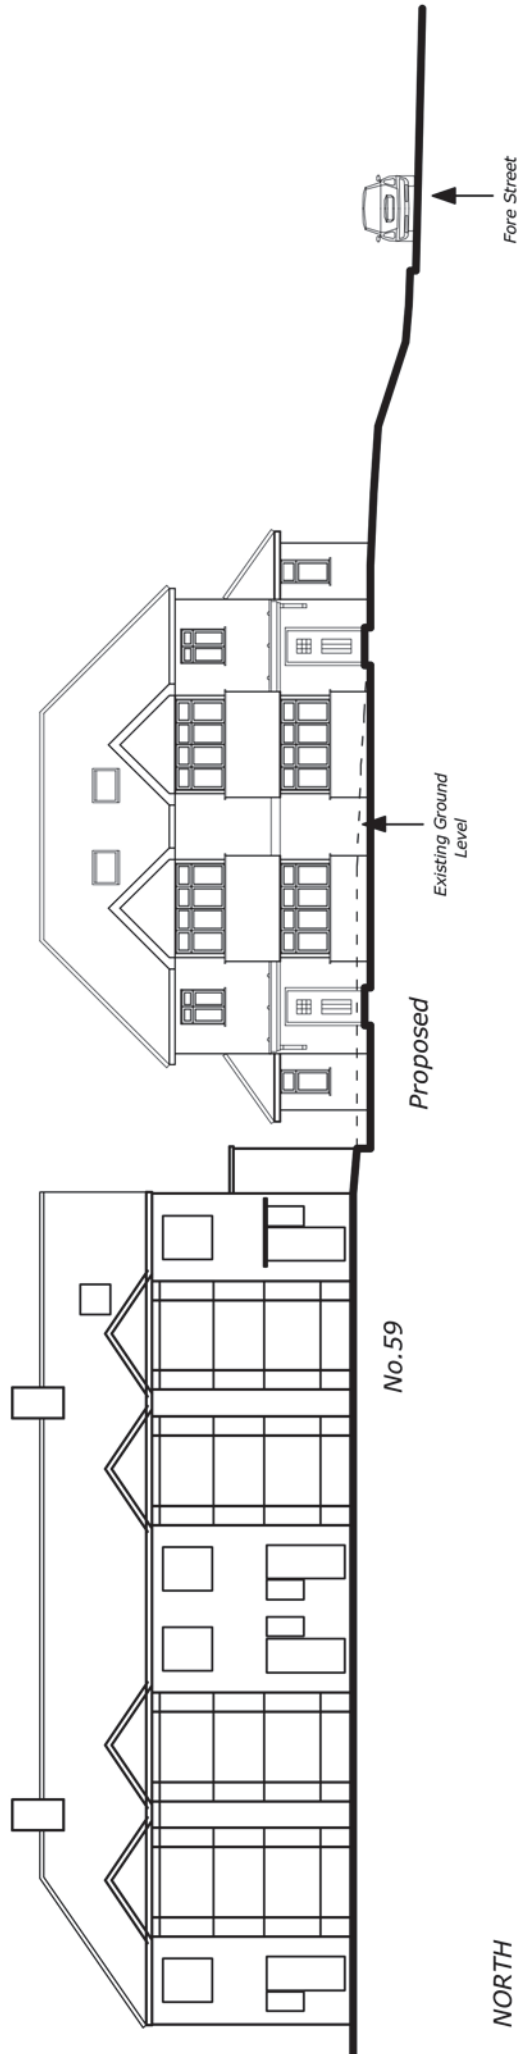 No.59
Proposed
Existing Ground
Level
Fore Street
NORTH